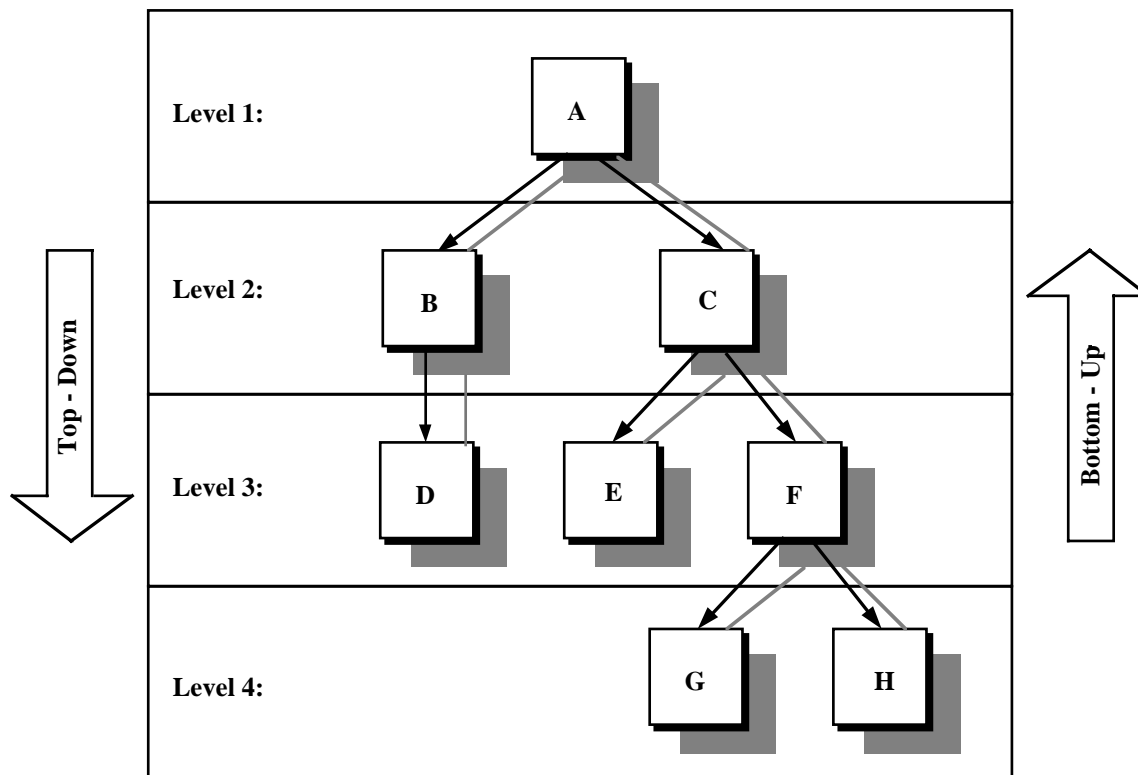 Level 1:
A
Level 2:
B
C
Top - Down
Bottom - Up
Level 3:
D
E
F
Level 4:
G
H